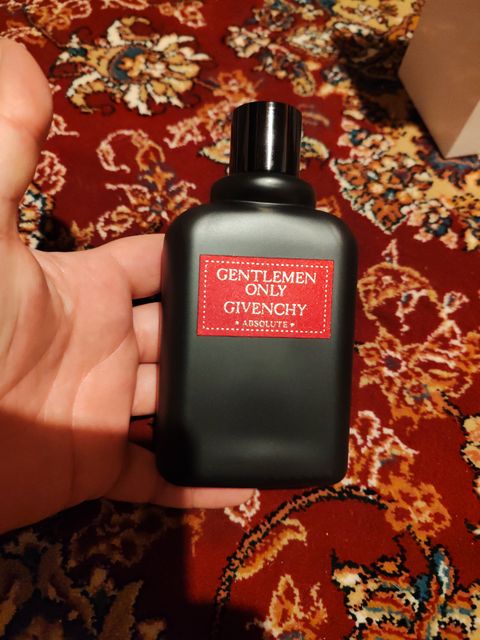 GENTLEMEN
ONLY
GIVENCHY
★ ABSOLUTE ★